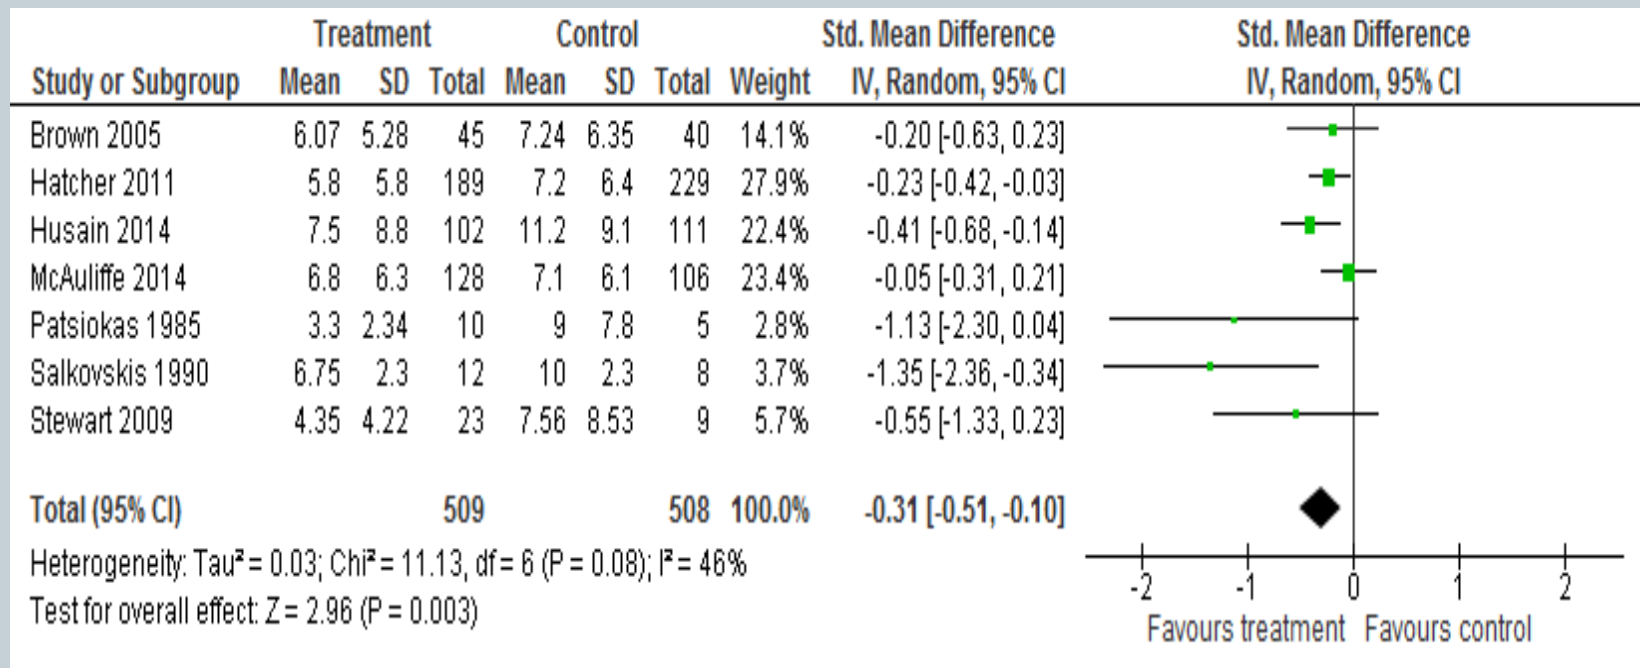 Treatment Control Std. Mean Difference Std. Mean Difference
Study or Subgroup Mean SD Total Mean SD Total Weight IV, Random, 95% CI IV, Random, 95% CI
Brown 2005 6.07 5.28 45 7.24 6.35 40 14.1% -0.20 [-0.63, 0.23]
Hatcher 2011 5.8 5.8 189 7.2 6.4 229 27.9% -0.23 [-0.42, -0.03]
Husain 2014 7.5 8.8 102 11.2 9.1 111 22.4% -0.41 [-0.68, -0.14]
McAuliffe 2014 6.8 6.3 128 7.1 6.1 106 23.4% -0.05 [-0.31, 0.21]
Patsiokas 1985 3.3 2.34 10 9 7.8 5 2.8% -1.13 [-2.30, 0.04]
Salkovskis 1990 6.75 2.3 12 10 2.3 8 3.7% -1.35 [-2.36, -0.34]
Stewart 2009 4.35 4.22 23 7.56 8.53 9 5.7% -0.55 [-1.33, 0.23]
Total (95% CI) 509 508 100.0% -0.31 [-0.51, -0.10]
Heterogeneity: Tau² = 0.03; Chi² = 11.13, df = 6 (P = 0.08); I² = 46%
Test for overall effect: Z = 2.96 (P = 0.003)
-2 -1 0 1 2
Favours treatment Favours control